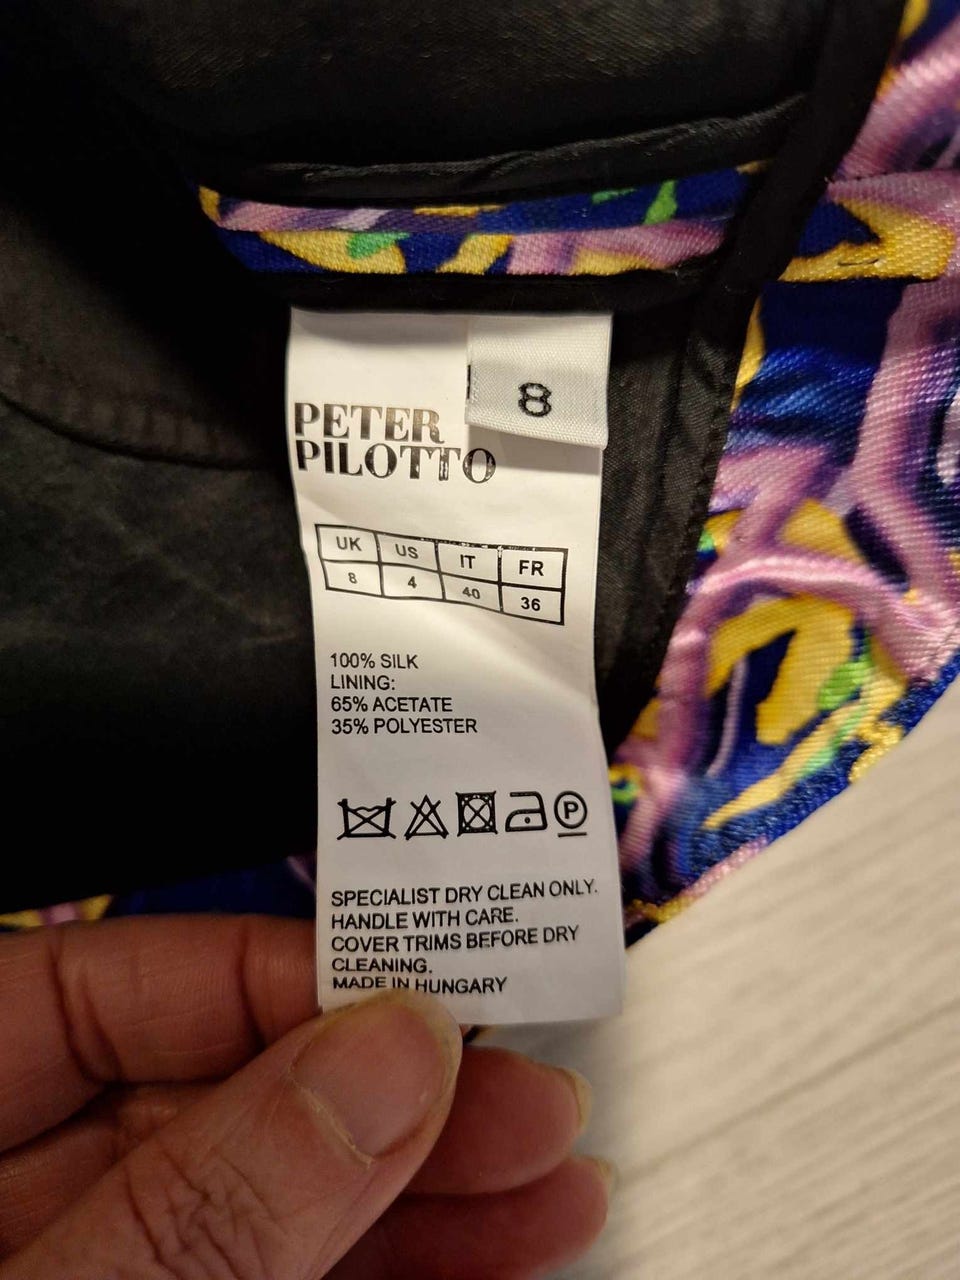 8
PETER
PILOTTO
UK US IT FR
8 4 40 36
100% SILK
LINING:
65% ACETATE
35% POLYESTER
P
SPECIALIST DRY CLEAN ONLY.
HANDLE WITH CARE.
COVER TRIMS BEFORE DRY
CLEANING.
MADE IN HUNGARY